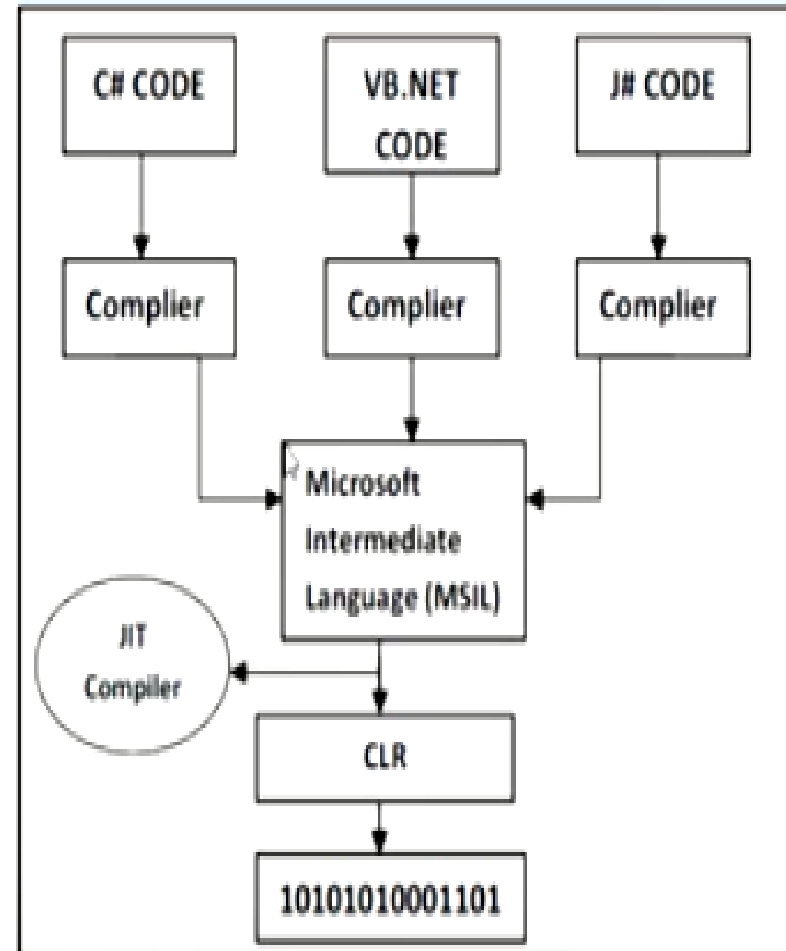 C# CODE
VB.NET
CODE
J# CODE
Complier
Complier
Complier
Microsoft
Intermediate
Language (MSIL)
JIT
Compiler
CLR
10101010001101